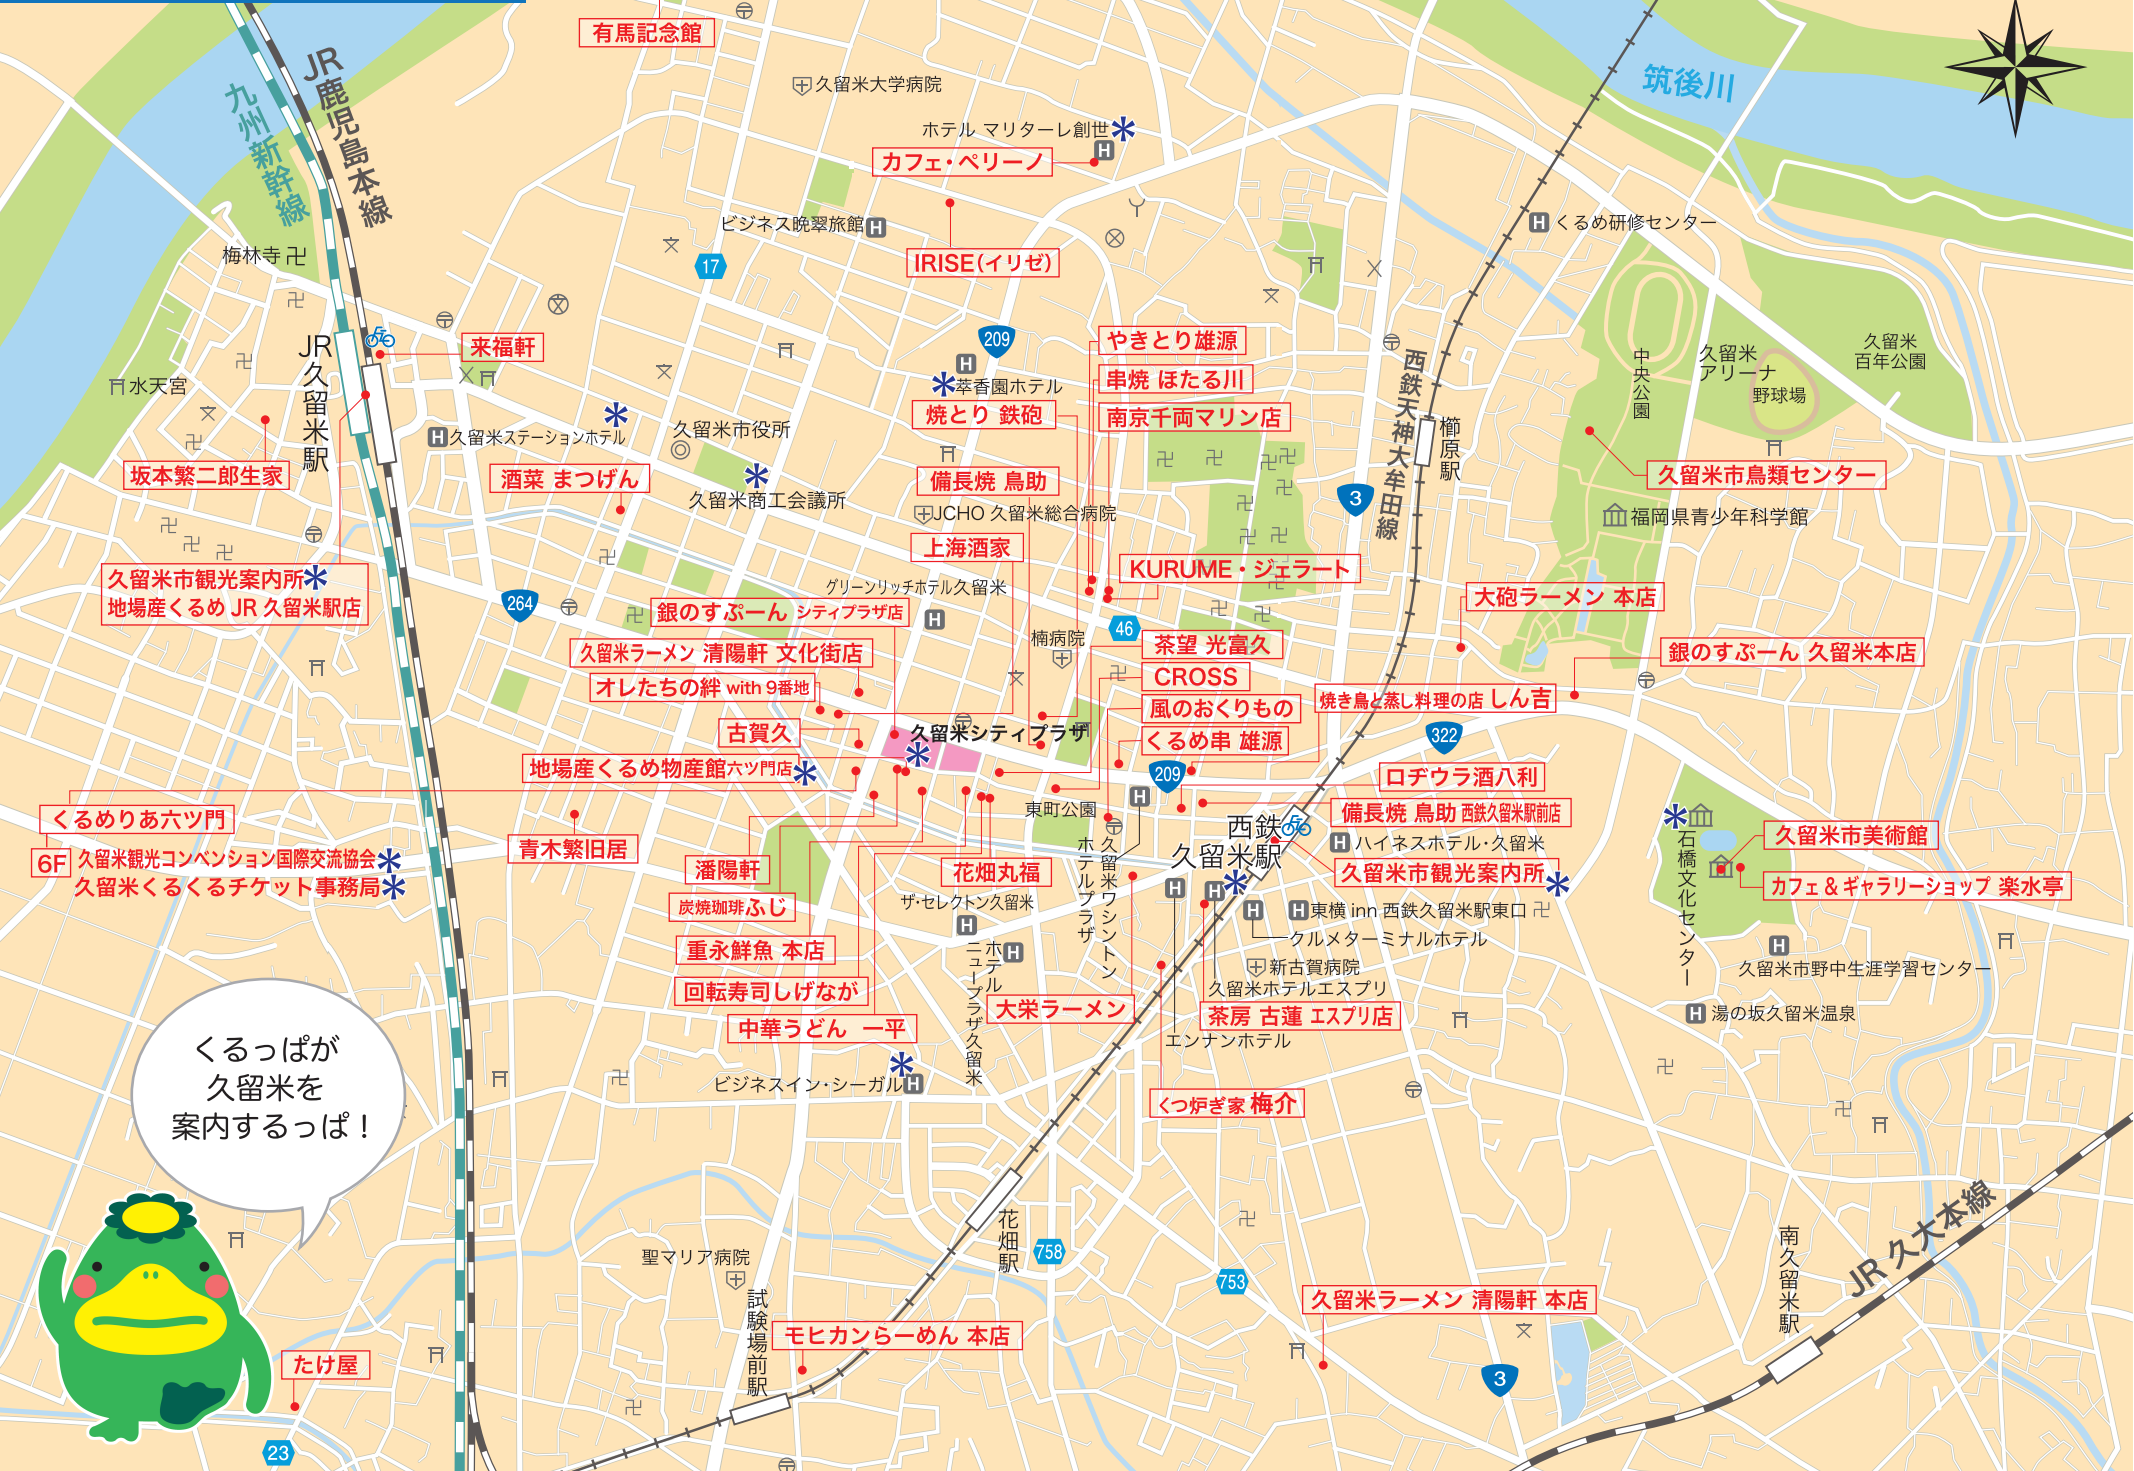 有馬記念館
久留米大学病院
筑後川
九州新幹線
JR鹿児島本線
ホテル マリターレ創世
*
H
カフェ・ペリーノ
ビジネス晩翠旅館 H
H くるめ研修センター
IRISE(イリゼ)
梅林寺
17
209
JR久留米駅
来福軒
やきとり雄源
串焼 ほたる川
南京千両マリン店
H
*萃香園ホテル
焼とり 鉄砲
西鉄天神大牟田線
櫛原駅
中央公園
久留米
アリーナ
野球場
久留米
百年公園
水天宮
*
H 久留米ステーションホテル
久留米市役所
*
久留米商工会議所
坂本繁二郎生家
酒菜 まつげん
備長焼 鳥助
JCHO 久留米総合病院
上海酒家
3
久留米市鳥類センター
福岡県青少年科学館
久留米市観光案内所*
地場産くるめ JR 久留米駅店
264
グリーンリッチホテル久留米
H
KURUME・ジェラート
大砲ラーメン 本店
銀のすぷーん シティプラザ店
46
楠病院
茶望 光富久
久留米ラーメン 清陽軒 文化街店
CROSS
銀のすぷーん 久留米本店
オレたちの絆 with 9番地
風のおくりもの
焼き鳥と蒸し料理の店 しん吉
古賀久
久留米シティプラザ
*
くるめ串 雄源
322
地場産くるめ物産館六ツ門店*
209
ロヂウラ酒八利
くるめりあ六ツ門
6F 久留米観光コンベンション国際交流協会*
久留米くるくるチケット事務局*
青木繁旧居
東町公園
H
久留米ワシントン
ホテルプラザ
備長焼 鳥助 西鉄久留米駅前店
西鉄
久留米駅
*
H ハイネスホテル・久留米
久留米市観光案内所*
*
石橋文化センター
久留米市美術館
カフェ & ギャラリーショップ 楽水亭
潘陽軒
花畑丸福
炭焼珈琲ふじ
ザ・セレクトン久留米
H
H
H
H
H 東横 inn 西鉄久留米駅東口
クルメターミナルホテル
重永鮮魚 本店
ホテル
ニュープラザ久留米
H
新古賀病院
久留米ホテルエスプリ
H
久留米市野中生涯学習センター
回転寿司しげなが
大栄ラーメン
茶房 古蓮 エスプリ店
H 湯の坂久留米温泉
中華うどん 一平
エンナンホテル
*
ビジネスイン・シーガル H
くつ炉ぎ家 梅介
くるっぱが
久留米を
案内するっぱ!
花畑駅
758
753
聖マリア病院
試験場前駅
モヒカンらーめん 本店
久留米ラーメン 清陽軒 本店
JR 久大本線
南久留米駅
3
たけ屋
23